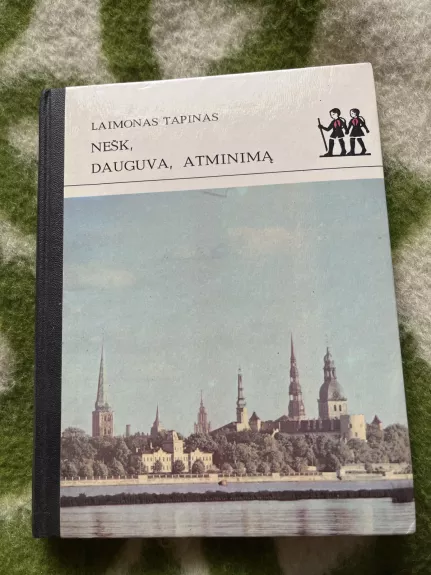 LAIMONAS TAPINAS
NEŠK,
DAUGUVA, ATMINIMĄ